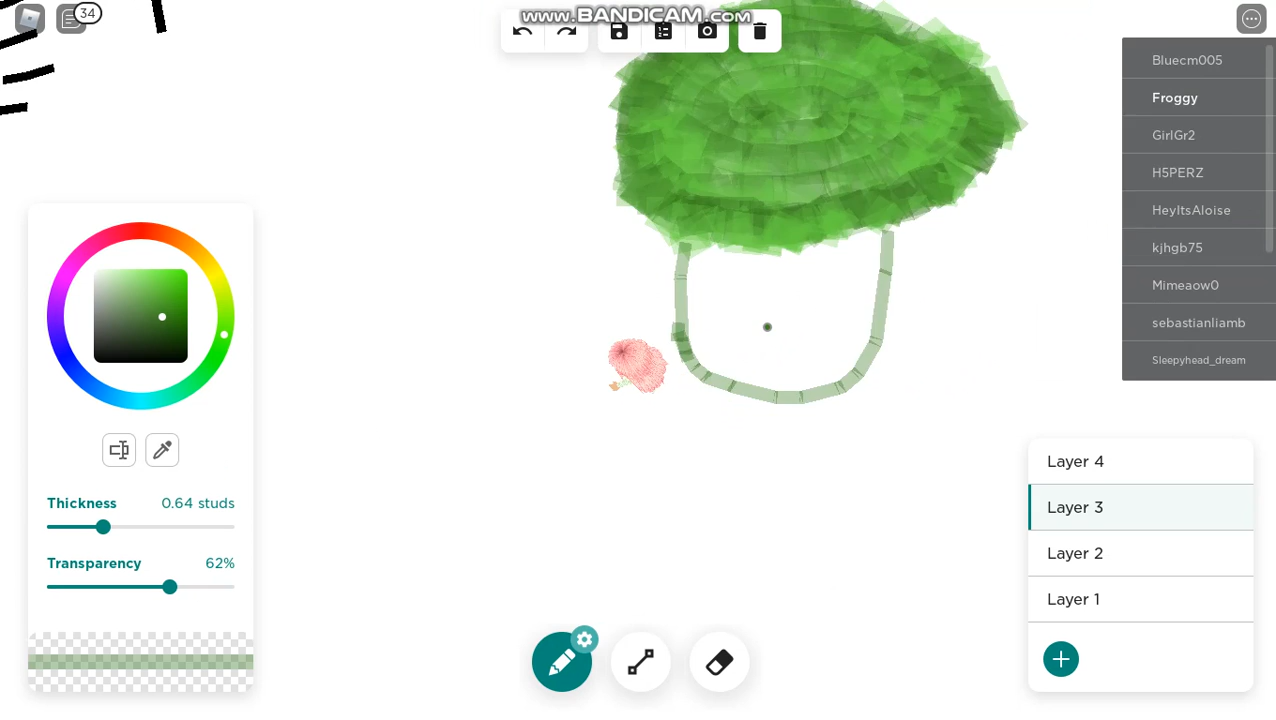 34
www.BANDICAM.com
Bluecm005
Froggy
GirlGr2
H5PERZ
HeyItsAloise
kjhgb75
Mimeaow0
sebastianliamb
Sleepyhead_dream
Thickness 0.64 studs
Transparency 62%
Layer 4
Layer 3
Layer 2
Layer 1